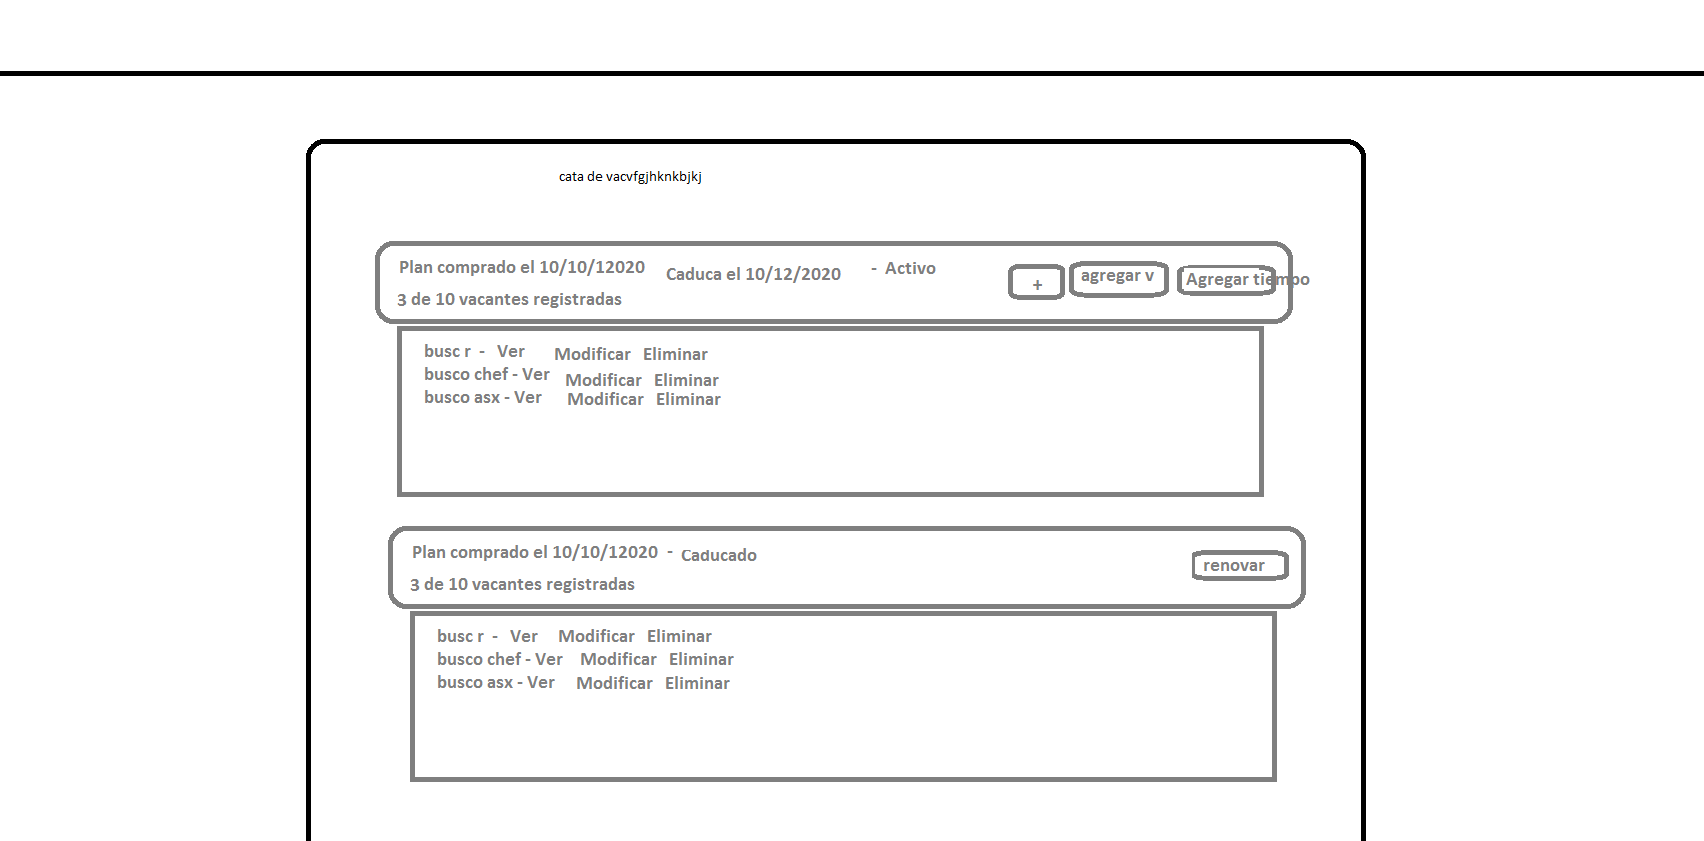 cata de vacvfgjhknkbjkj
Plan comprado el 10/10/12020 Caduca el 10/12/2020 - Activo
+ agregar v Agregar tiempo
3 de 10 vacantes registradas
busc r - Ver Modificar Eliminar
busco chef - Ver Modificar Eliminar
busco asx - Ver Modificar Eliminar
Plan comprado el 10/10/12020 - Caducado
renovar
3 de 10 vacantes registradas
busc r - Ver Modificar Eliminar
busco chef - Ver Modificar Eliminar
busco asx - Ver Modificar Eliminar